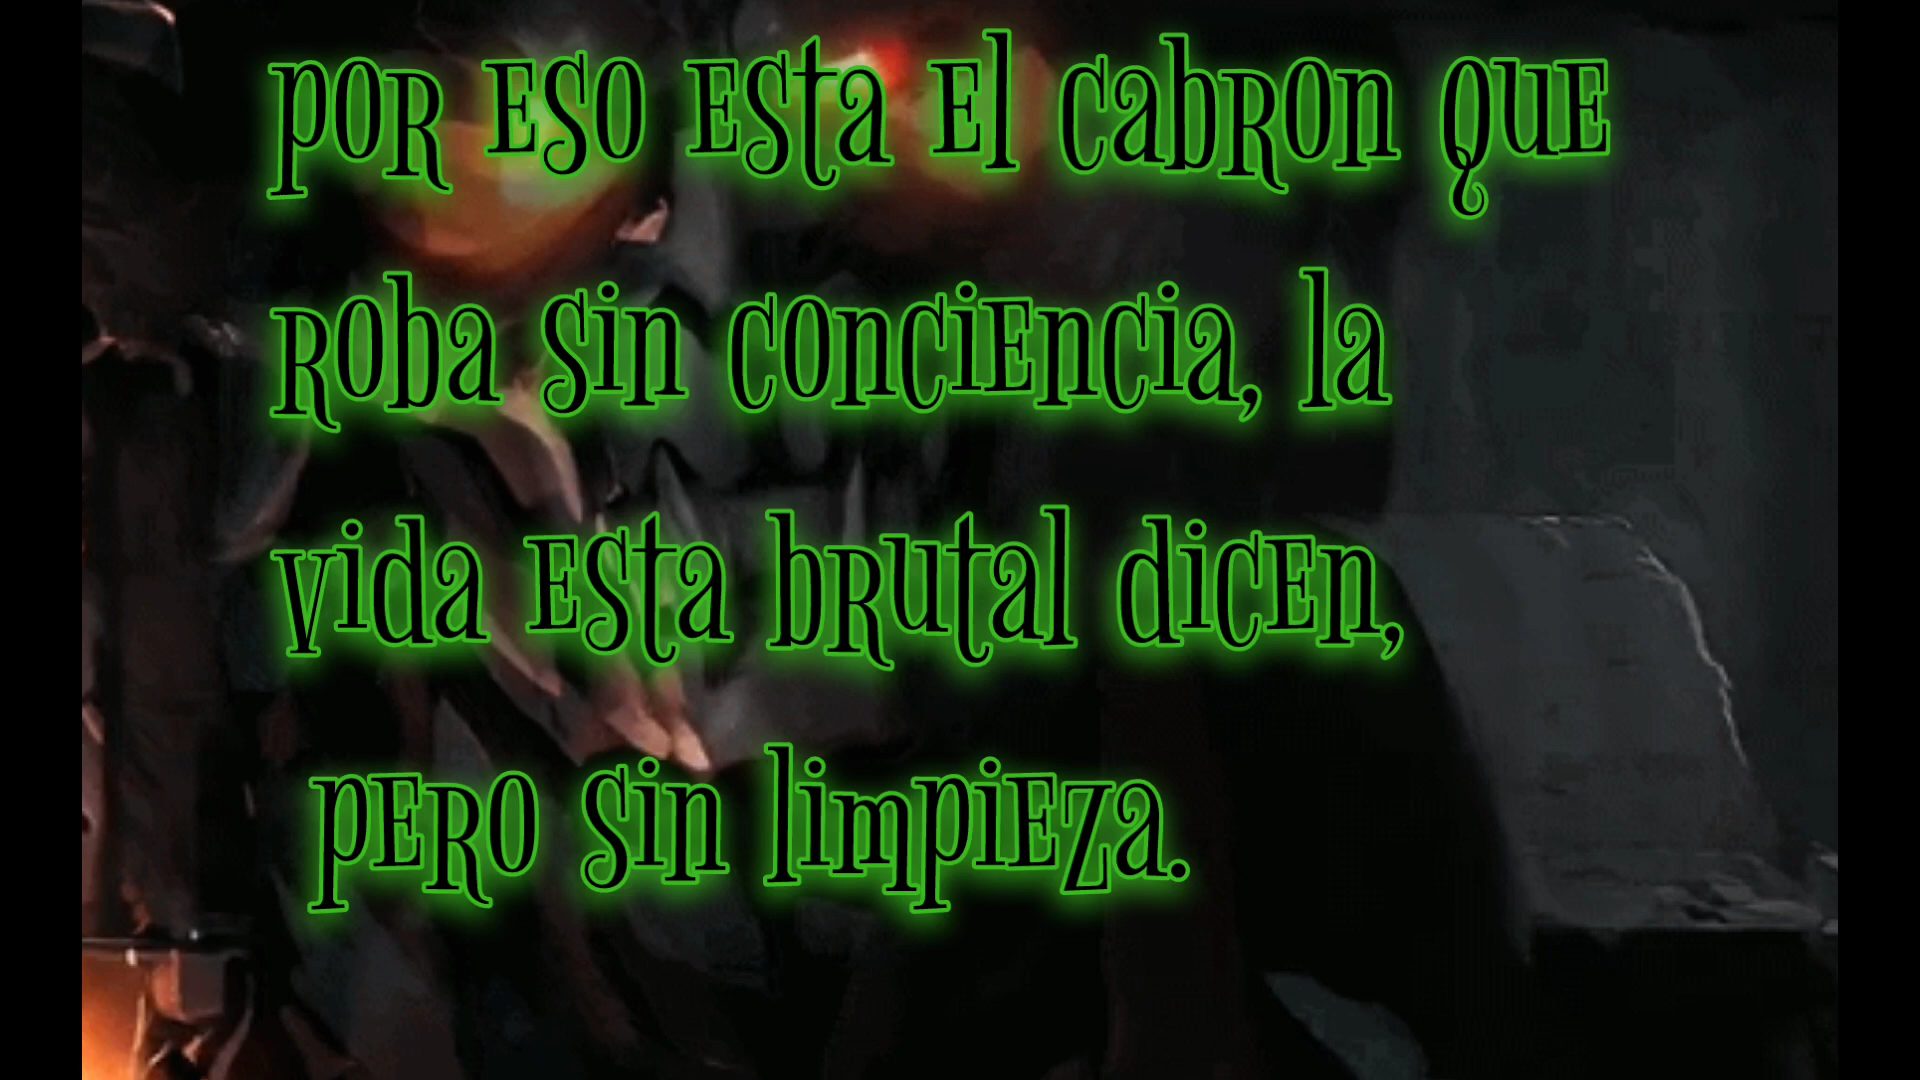 por eso esta el cabron que
roba sin conciencia, la
vida esta brutal dicen,
pero sin limpieza.